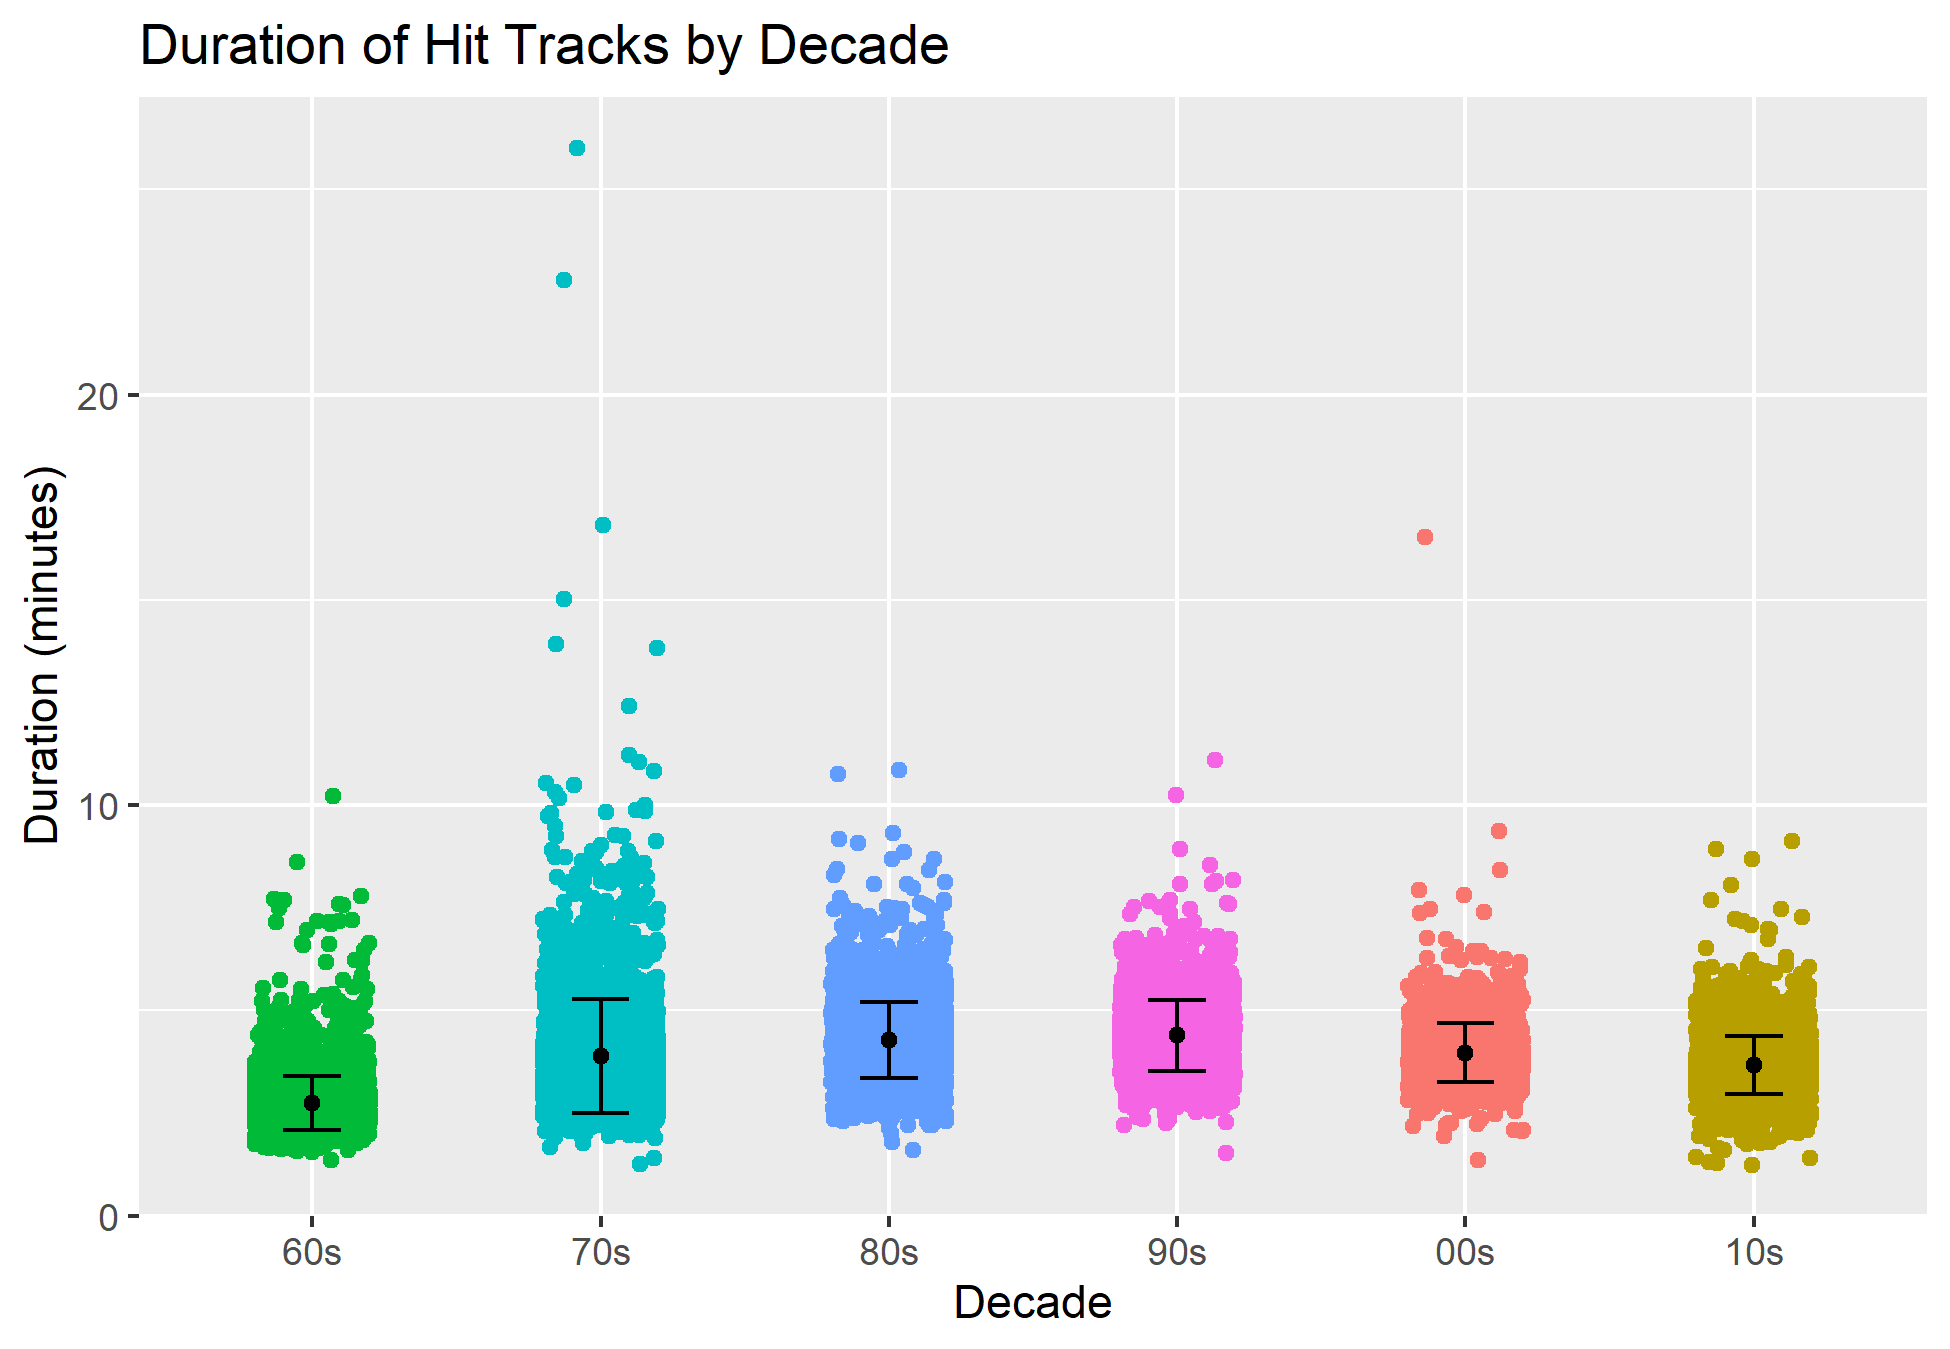 Duration of Hit Tracks by Decade
Duration (minutes)
20
10
0
60s 70s 80s 90s 00s 10s
Decade